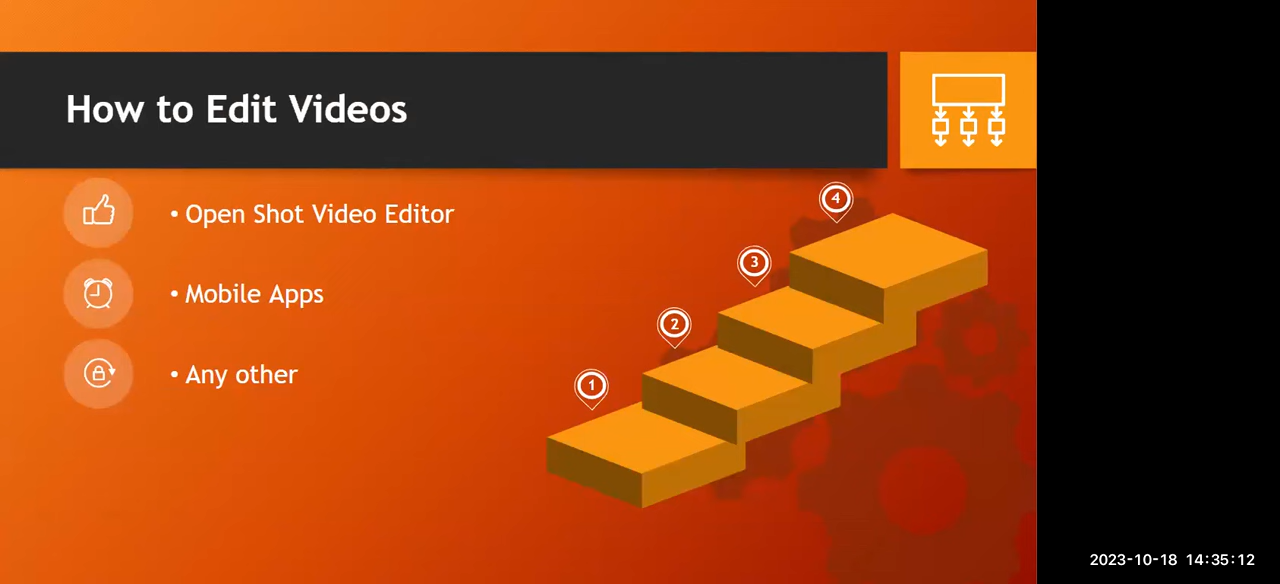 How to Edit Videos
• Open Shot Video Editor
• Mobile Apps
• Any other
4
3
2
1
2023-10-18 14:35:12